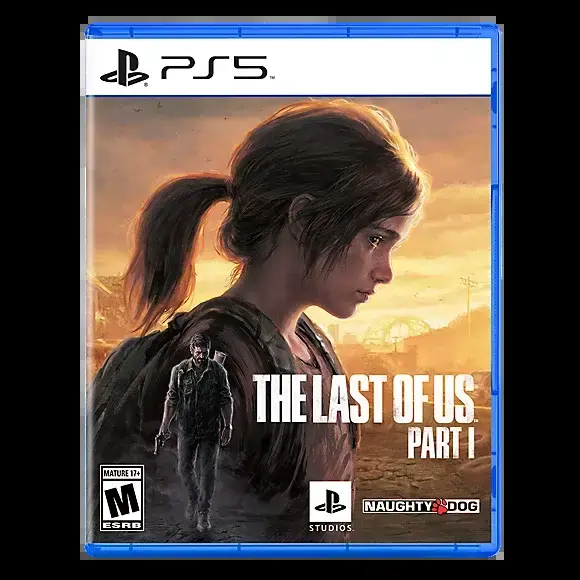 PS5
THE LAST OF US
PART I
MATURE 17+
M
ESRB
STUDIOS
NAUGHTY DOG